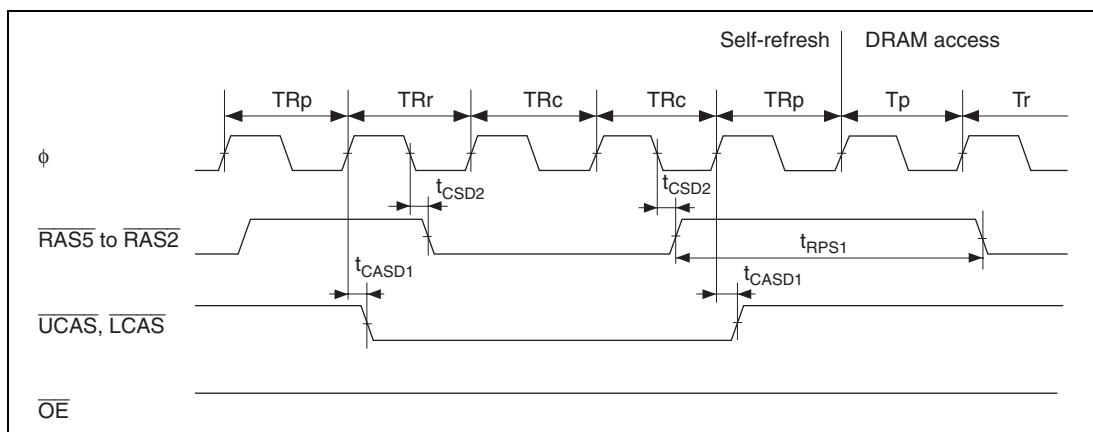 Self-refresh DRAM access
TRp TRr TRc TRc TRp Tp Tr
ϕ
tCSD2 tCSD2
RAS5 to RAS2
tRPS1
tCASD1 tCASD1
UCAS, LCAS
OE